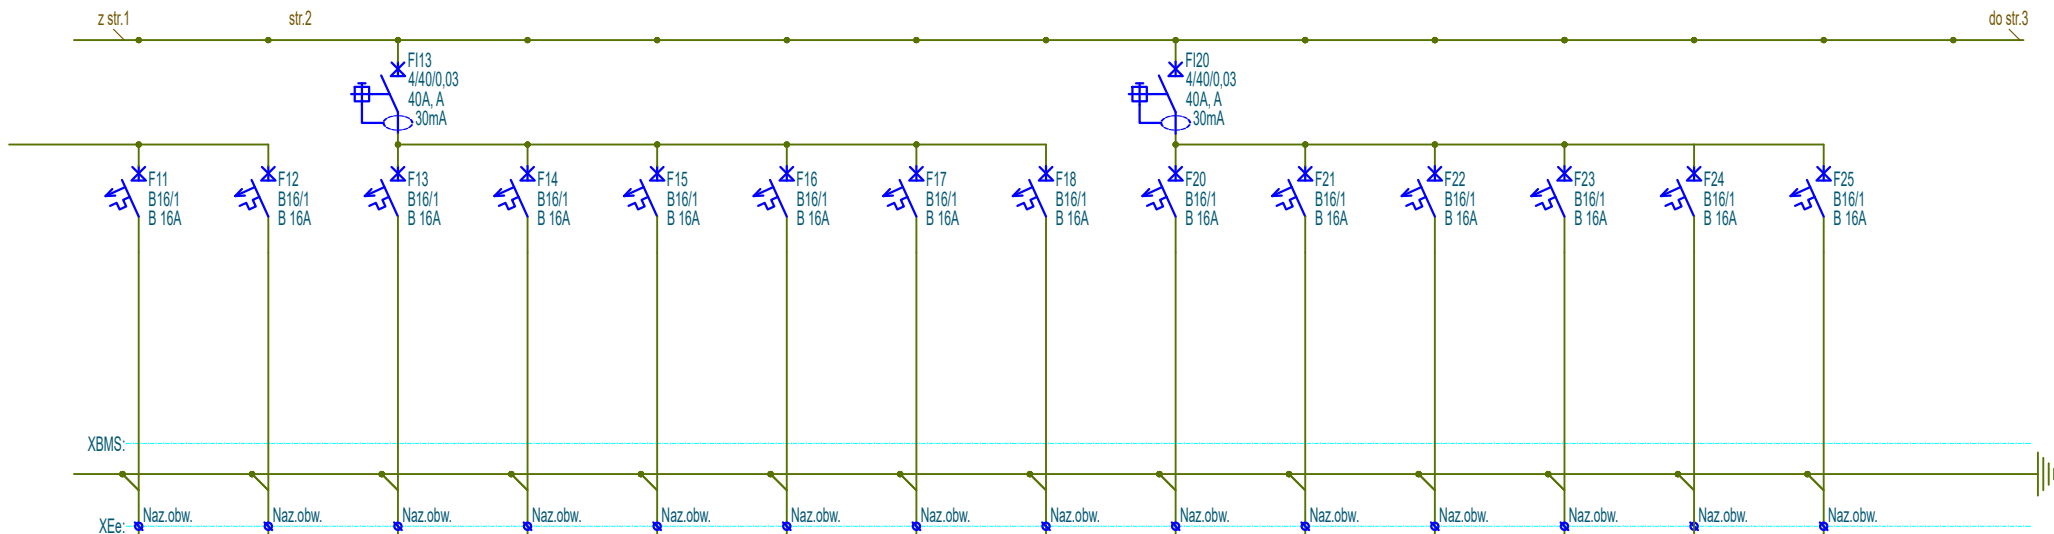 z str.1
str.2
do str.3
FI13
4/40/0,03
40A, A
30mA
FI20
4/40/0,03
40A, A
30mA
F11
B16/1
B 16A
F12
B16/1
B 16A
F13
B16/1
B 16A
F14
B16/1
B 16A
F15
B16/1
B 16A
F16
B16/1
B 16A
F17
B16/1
B 16A
F18
B16/1
B 16A
F20
B16/1
B 16A
F21
B16/1
B 16A
F22
B16/1
B 16A
F23
B16/1
B 16A
F24
B16/1
B 16A
F25
B16/1
B 16A
XBMS:
XEe:
Naz.obw.
Naz.obw.
Naz.obw.
Naz.obw.
Naz.obw.
Naz.obw.
Naz.obw.
Naz.obw.
Naz.obw.
Naz.obw.
Naz.obw.
Naz.obw.
Naz.obw.
Naz.obw.